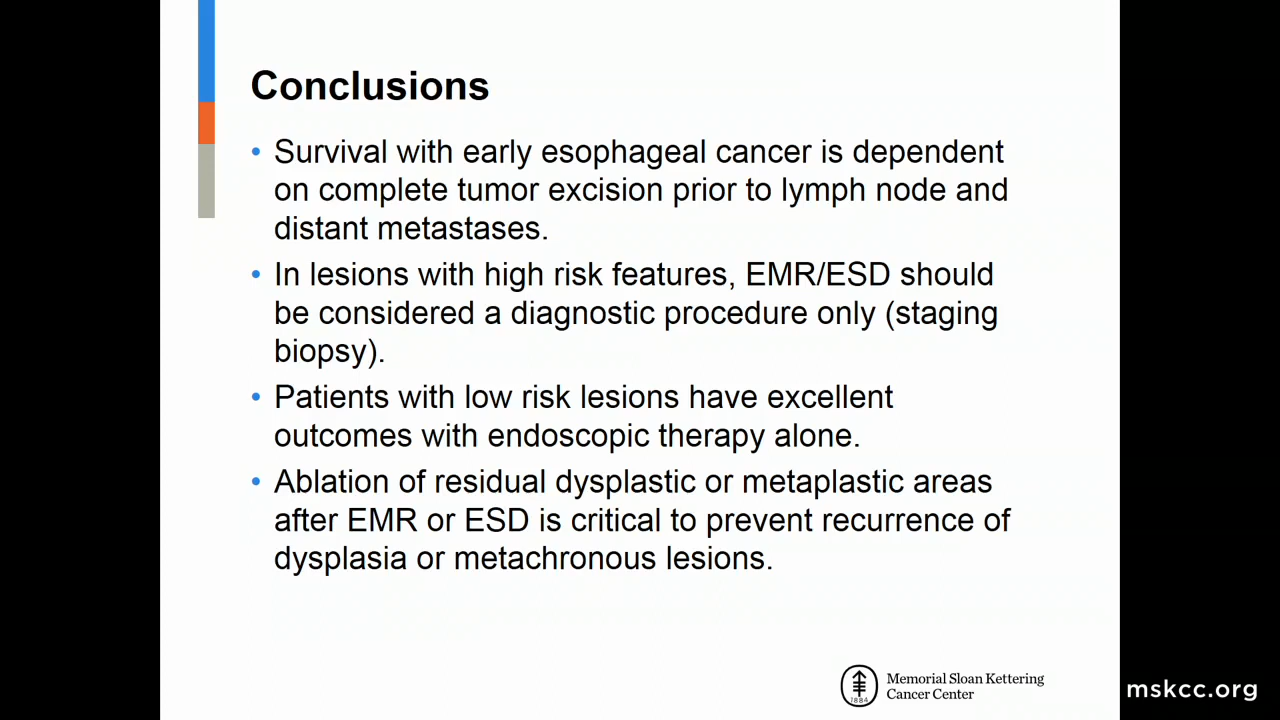 Conclusions
• Survival with early esophageal cancer is dependent
on complete tumor excision prior to lymph node and
distant metastases.
• In lesions with high risk features, EMR/ESD should
be considered a diagnostic procedure only (staging
biopsy).
• Patients with low risk lesions have excellent
outcomes with endoscopic therapy alone.
• Ablation of residual dysplastic or metaplastic areas
after EMR or ESD is critical to prevent recurrence of
dysplasia or metachronous lesions.
1884
Memorial Sloan Kettering
Cancer Center
mskcc.org